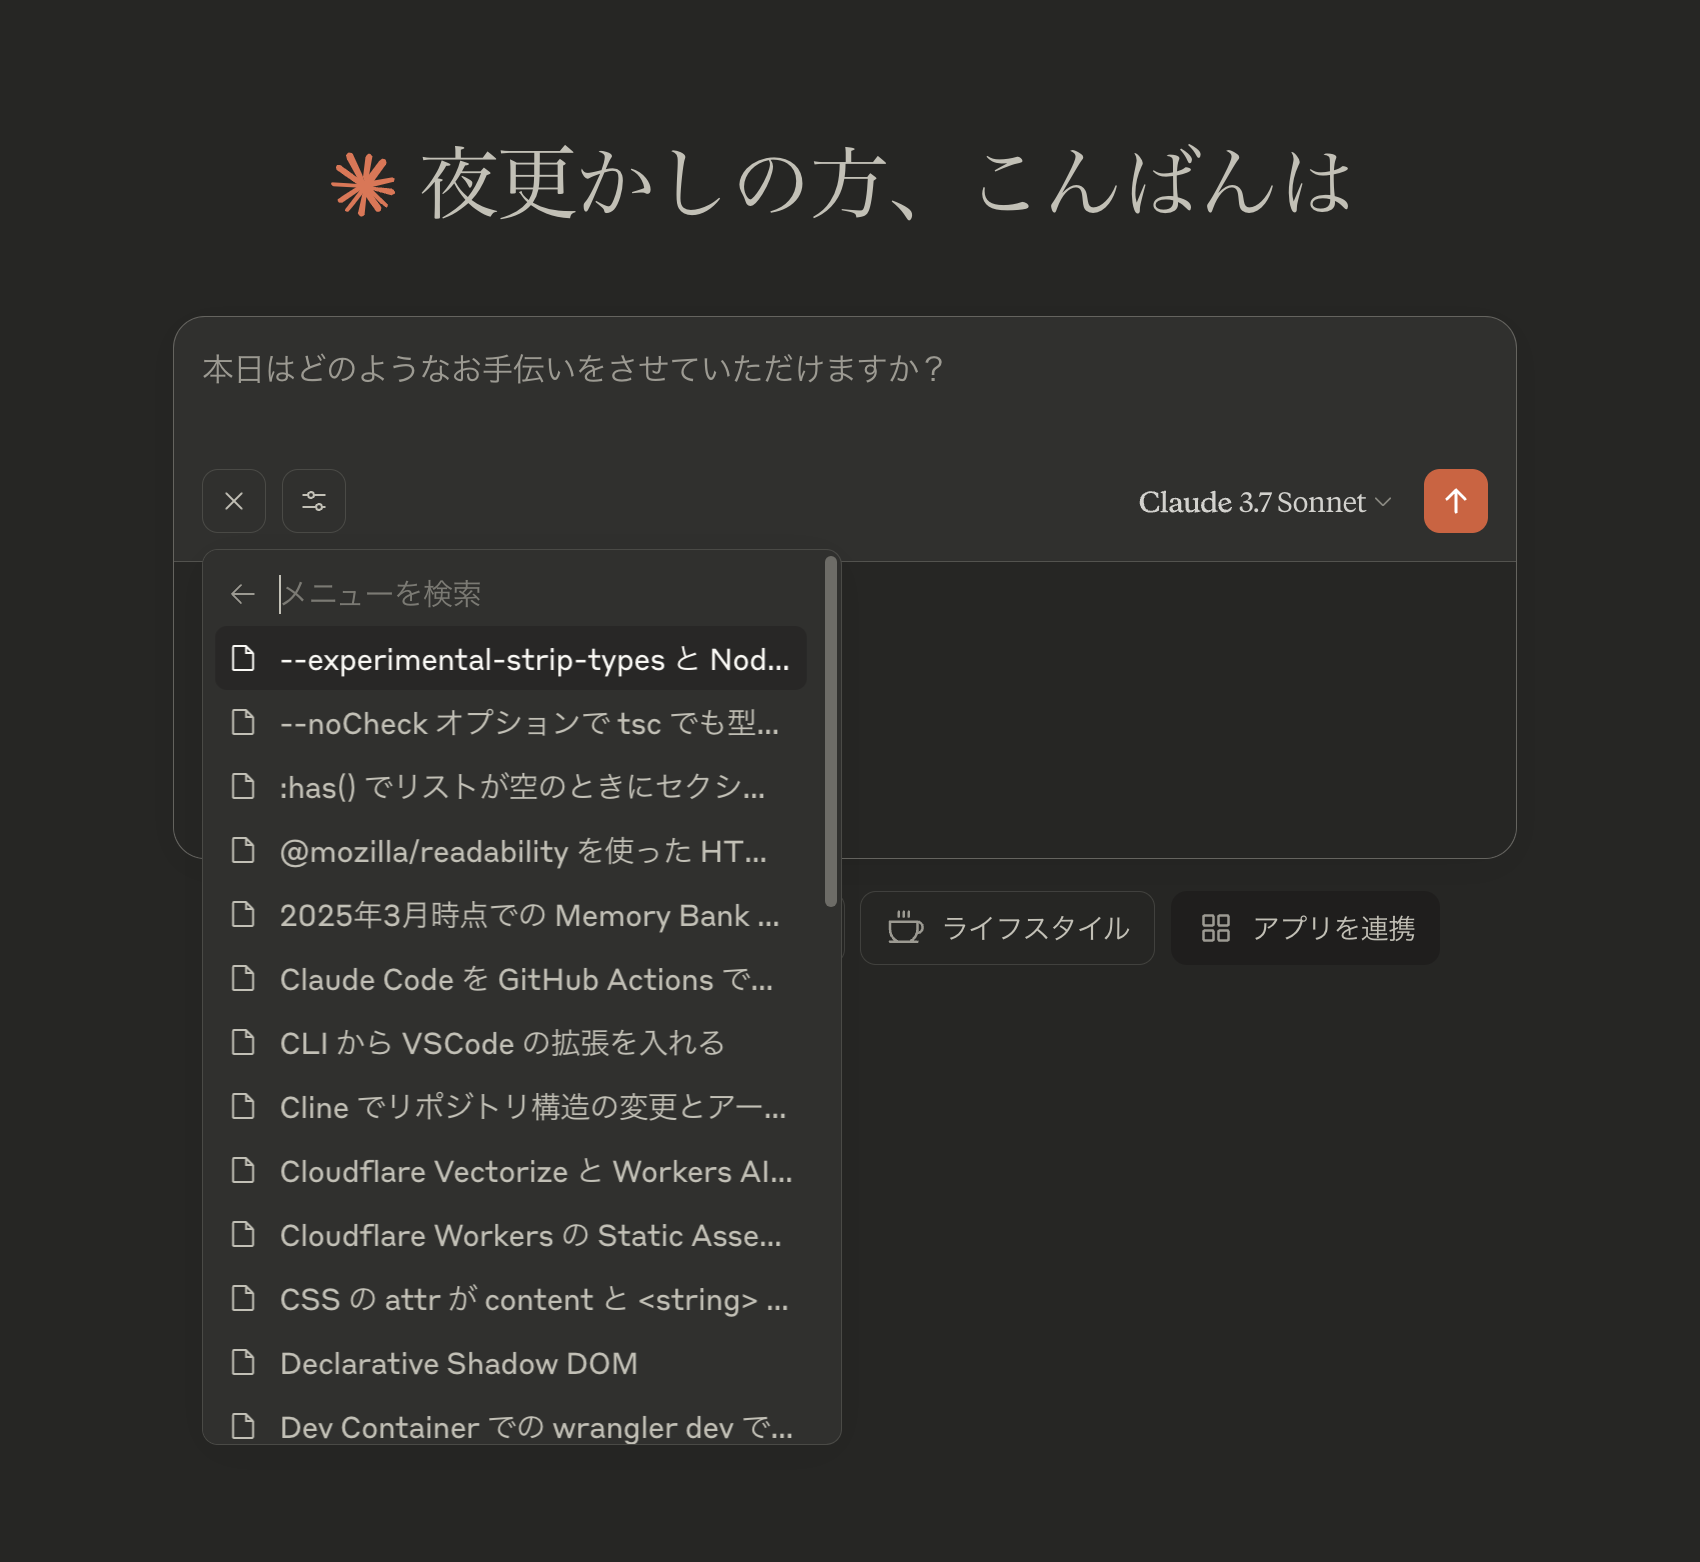 夜更かしの方、こんばんは
本日はどのようなお手伝いをさせていただけますか？
Claude 3.7 Sonnet
メニューを検索
--experimental-strip-types と Nod...
--noCheck オプションで tsc でも型...
:has() でリストが空のときにセクシ...
@mozilla/readability を使った HT...
2025年3月時点での Memory Bank ...
Claude Code を GitHub Actions で...
CLI から VSCode の拡張を入れる
Cline でリポジトリ構造の変更とアー...
Cloudflare Vectorize と Workers AI...
Cloudflare Workers の Static Asse...
CSS の attr が content と <string> ...
Declarative Shadow DOM
Dev Container での wrangler dev で...
ライフスタイル
アプリを連携